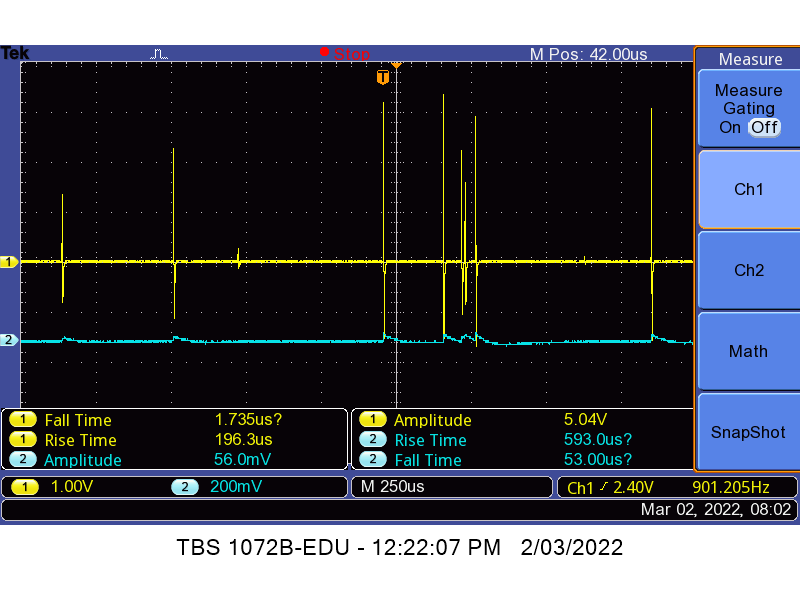 Tek Stop M Pos: 42.00us Measure
T
Measure
Gating
On Off
Ch1
1
Ch2
2
Math
1 Fall Time 1.735us? 1 Amplitude 5.04V
1 Rise Time 196.3us 2 Rise Time 593.0us?
2 Amplitude 56.0mV 2 Fall Time 53.00us?
SnapShot
1 1.00V 2 200mV M 250us Ch1 2.40V 901.205Hz
Mar 02, 2022, 08:02
TBS 1072B-EDU - 12:22:07 PM 2/03/2022